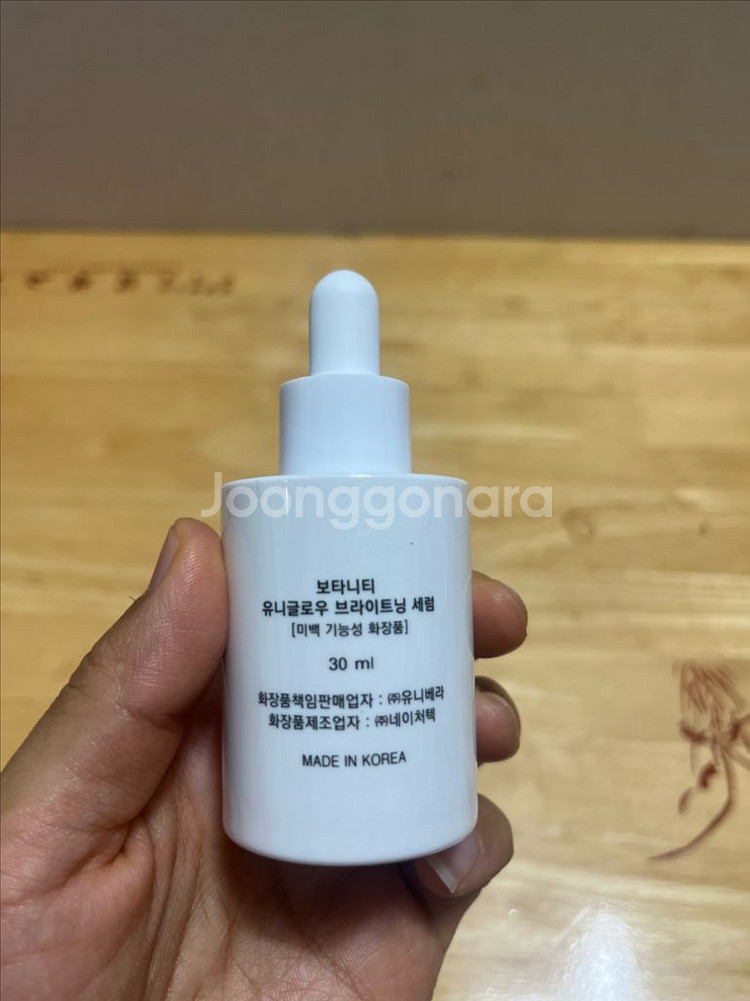 Joonggonara
보타니티
유니글로우 브라이트닝 세럼
[미백 기능성 화장품]
30 ml
화장품책임판매업자 : ㈜유니베라
화장품제조업자 : ㈜네이처텍
MADE IN KOREA